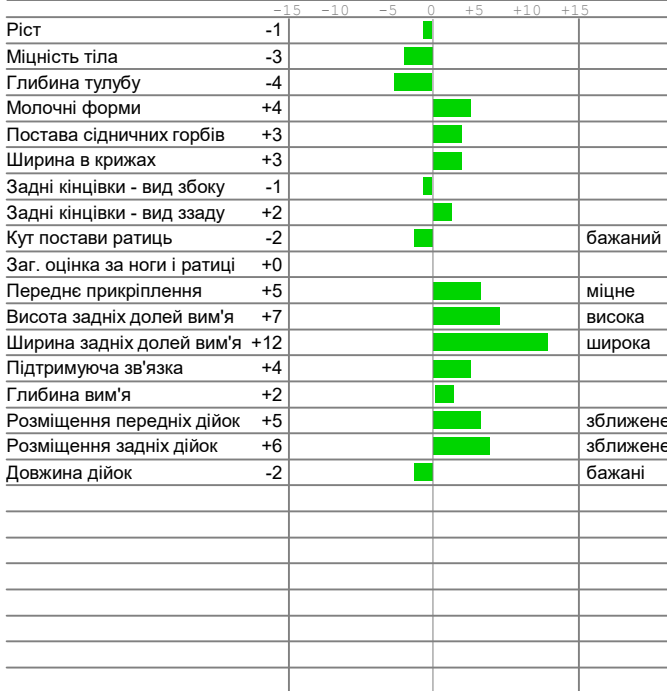 -15 -10 -5 0 +5 +10 +15
Ріст -1
Міцність тіла -3
Глибина тулубу -4
Молочні форми +4
Постава сідничних горбів +3
Ширина в крижах +3
Задні кінцівки - вид збоку -1
Задні кінцівки - вид ззаду +2
Кут постави ратиць -2 бажаний
Заг. оцінка за ноги і ратиці +0
Переднє прикріплення +5 міцне
Висота задніх долей вим'я +7 висока
Ширина задніх долей вим'я +12 широка
Підтримуюча зв'язка +4
Глибина вим'я +2
Розміщення передніх дійок +5 зближене
Розміщення задніх дійок +6 зближене
Довжина дійок -2 бажані